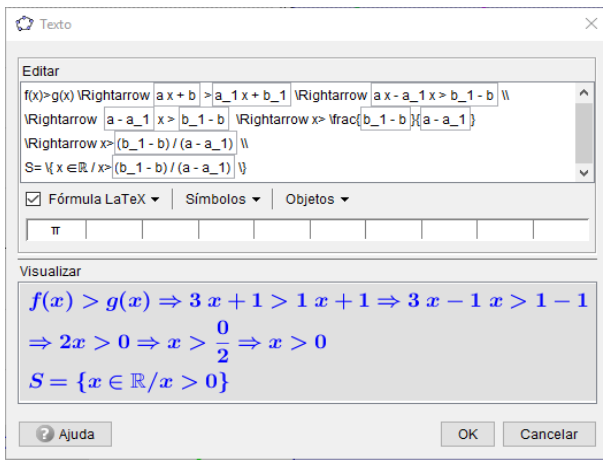 Texto
Editar
f(x)>g(x) \Rightarrow a x + b >a_1 x + b_1 \Rightarrow a x - a_1 x > b_1 - b \\
\Rightarrow a - a_1 x > b_1 - b \Rightarrow x> \frac{b_1 - b}{a - a_1}
\Rightarrow x> (b_1 - b) / (a - a_1) \\
S= \{ x ∈ℝ / x> (b_1 - b) / (a - a_1) \}
Fórmula LaTeX Símbolos Objetos
π
Visualizar
f(x) > g(x) ⇒ 3 x + 1 > 1 x + 1 ⇒ 3 x − 1 x > 1 − 1
⇒ 2x > 0 ⇒ x > 0/2 ⇒ x > 0
S = {x ∈ ℝ/x > 0}
Ajuda OK Cancelar